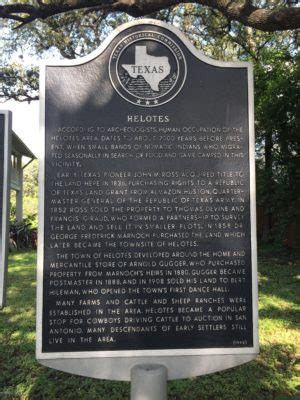 TEXAS HISTORICAL COMMISSION
TEXAS
HELOTES
ACCORDING TO ARCHEOLOGISTS, HUMAN OCCUPATION OF THE
HELOTES AREA DATES TO ABOUT 7000 YEARS BEFORE
PRESENT, WHEN SMALL BANDS OF NOMADIC INDIANS WHO MIGRA-
TED SEASONALLY IN SEARCH OF FOOD AND GAME CAMPED IN THIS
VICINITY.
EARLY TEXAS PIONEER JOHN M. ROSS ACQUIRED TITLE TO
THE LAND HERE IN 1836, PURCHASING RIGHTS TO A REPUBLIC
OF TEXAS LAND GRANT FROM ALMAZON HUSTON, QUARTER-
MASTER GENERAL OF THE REPUBLIC OF TEXAS ARMY. IN
1852 ROSS SOLD THE PROPERTY TO THOMAS DEVINE AND
FRANCIS GIRAUD, WHO FORMED A PARTNERSHIP TO SURVEY
THE LAND AND SELL IT IN SMALLER PLOTS. IN 1858 DR.
GEORGE FREDERICK MARNOCH PURCHASED THE LAND WHICH
LATER BECAME THE TOWNSITE OF HELOTES.
THE TOWN OF HELOTES DEVELOPED AROUND THE HOME AND
MERCANTILE STORE OF ARNOLD GUGGER, WHO PURCHASED
PROPERTY FROM MARNOCH'S HEIRS IN 1880. GUGGER BECAME
POSTMASTER IN 1888, AND IN 1908 SOLD HIS LAND TO BERT
HILEMAN, WHO OPENED THE TOWN'S FIRST DANCE HALL.
MANY FARMS AND CATTLE AND SHEEP RANCHES WERE
ESTABLISHED IN THE AREA. HELOTES BECAME A POPULAR
STOP FOR COWBOYS DRIVING CATTLE TO AUCTION IN SAN
ANTONIO. MANY DESCENDANTS OF EARLY SETTLERS STILL
LIVE IN THE AREA.